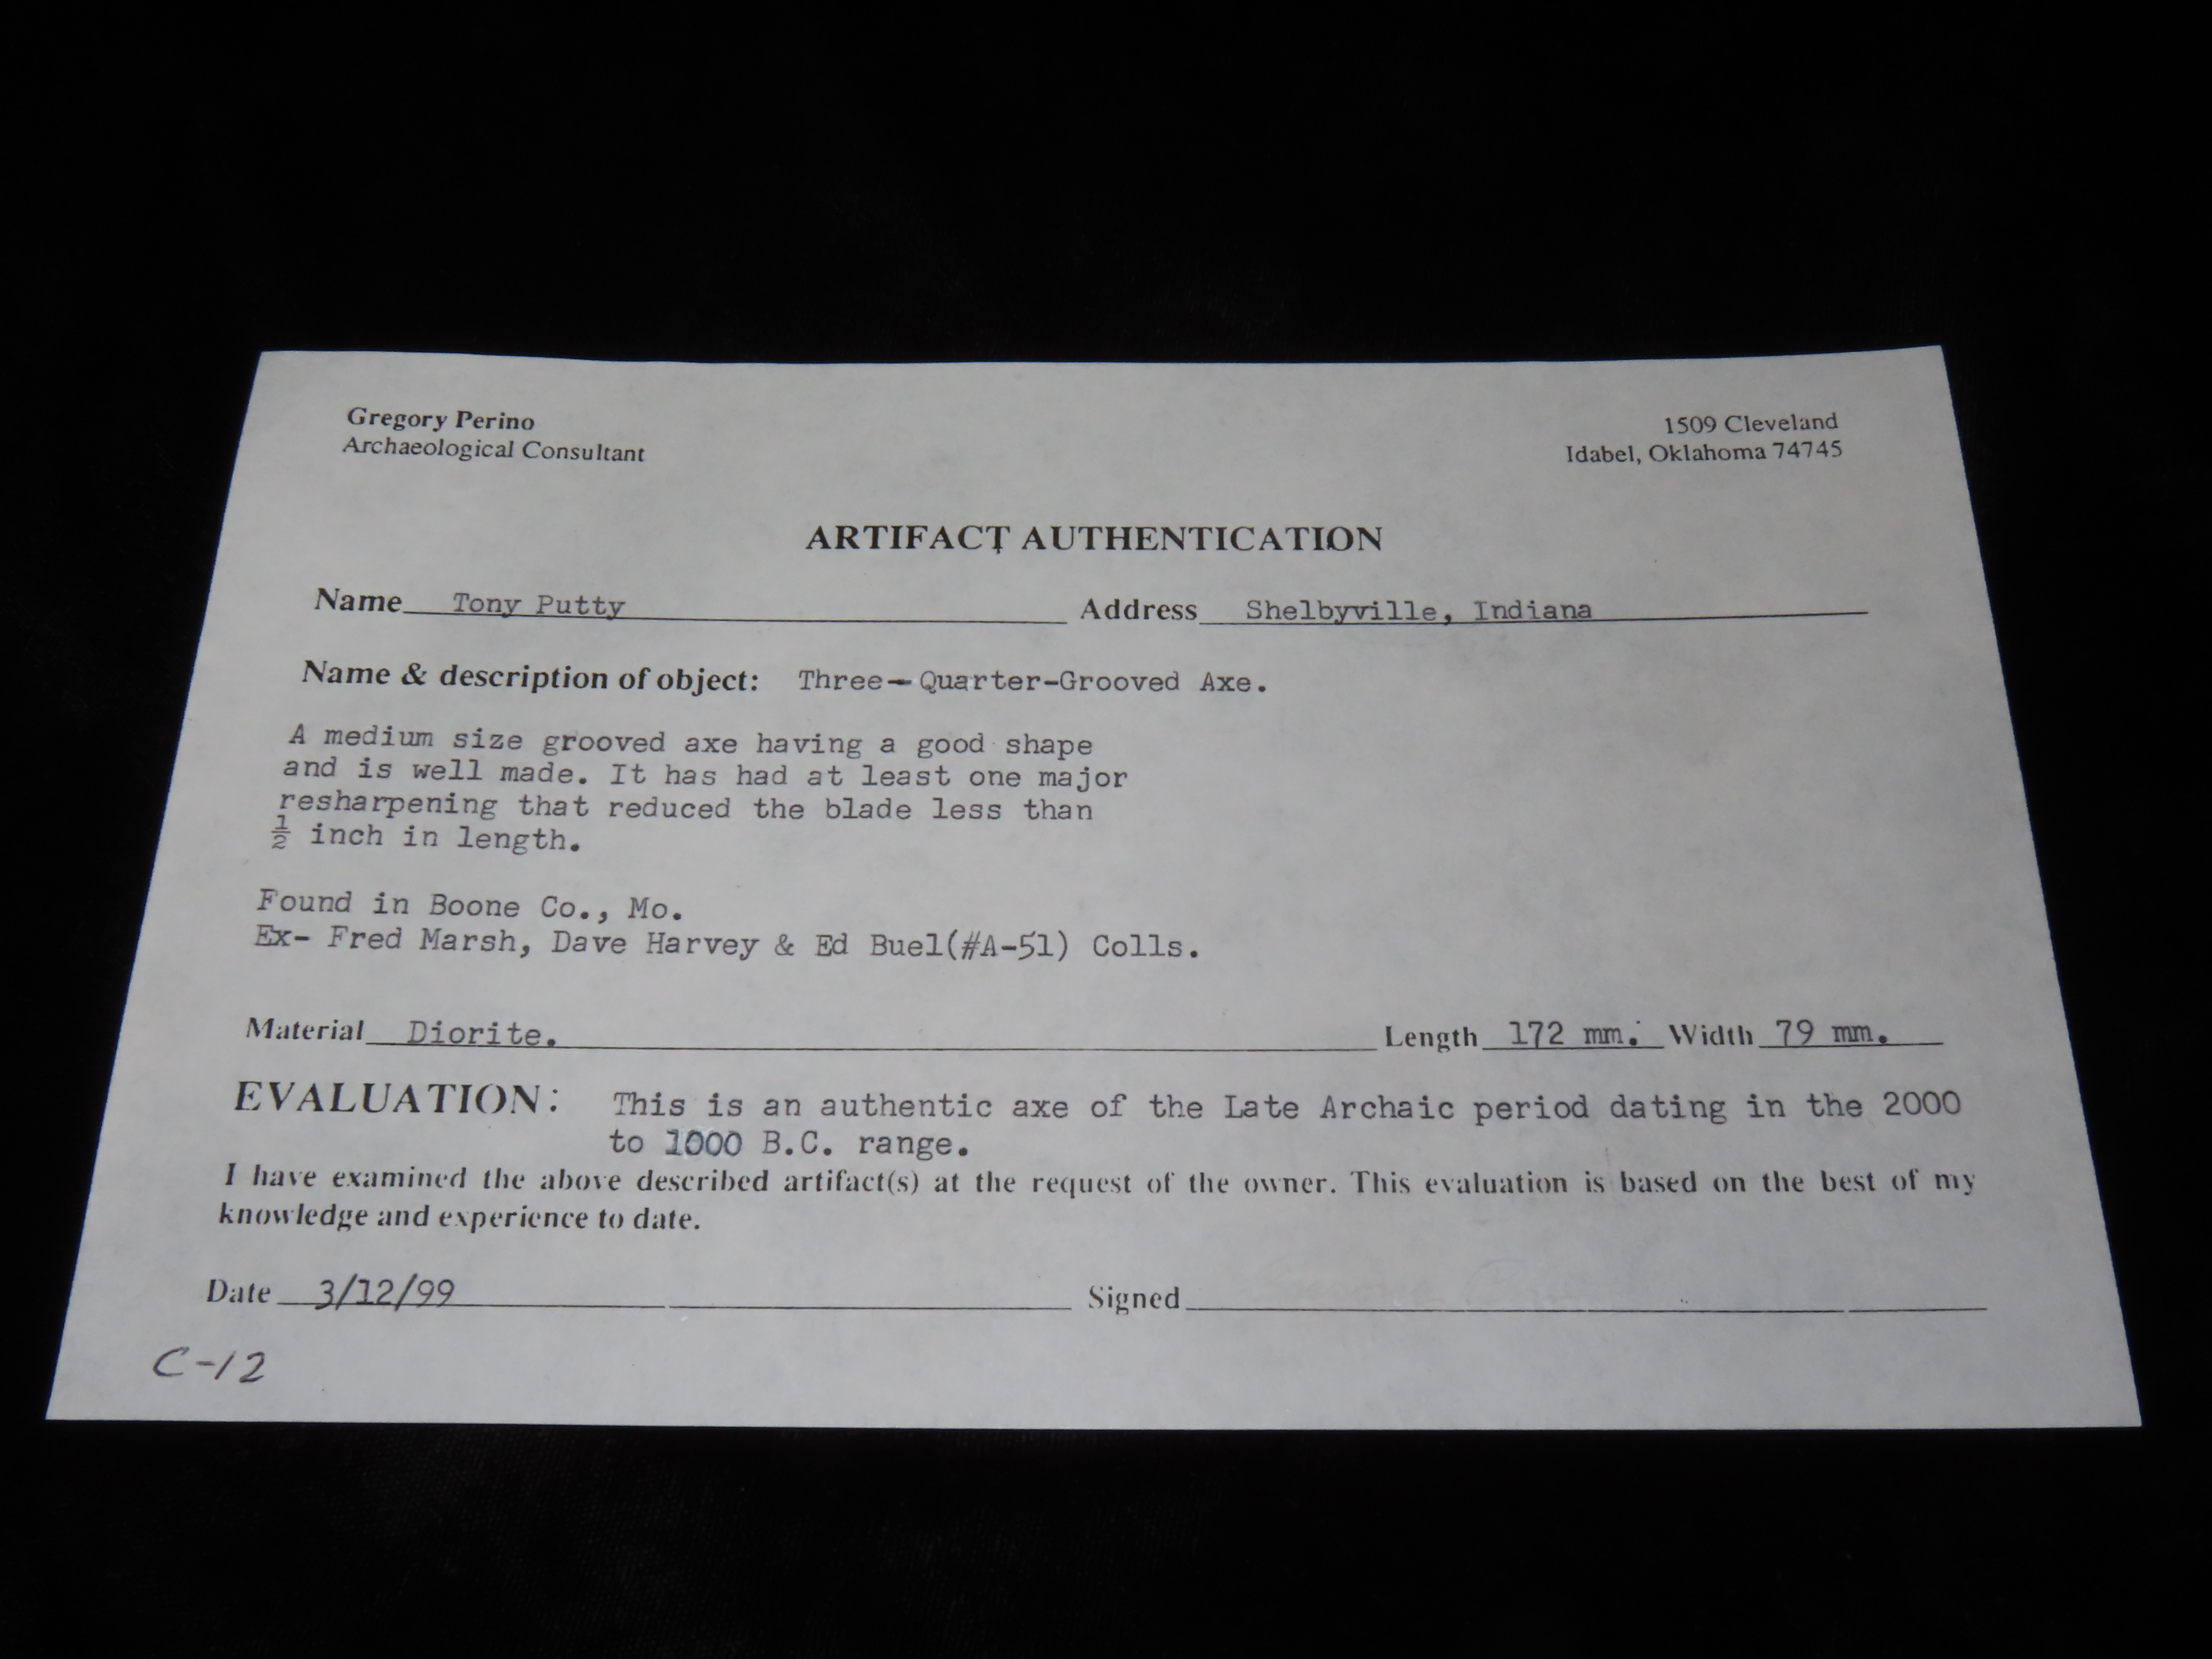 Gregory Perino
Archaeological Consultant
1509 Cleveland
Idabel, Oklahoma 74745
ARTIFACT AUTHENTICATION
Name Tony Putty Address Shelbyville, Indiana
Name & description of object: Three-Quarter-Grooved Axe.
A medium size grooved axe having a good shape
and is well made. It has had at least one major
resharpening that reduced the blade less than
½ inch in length.
Found in Boone Co., Mo.
Ex- Fred Marsh, Dave Harvey & Ed Buel(#A-51) Colls.
Material Diorite. Length 172 mm. Width 79 mm.
EVALUATION: This is an authentic axe of the Late Archaic period dating in the 2000
to 1000 B.C. range.
I have examined the above described artifact(s) at the request of the owner. This evaluation is based on the best of my
knowledge and experience to date.
Date 3/12/99 Signed
C-12